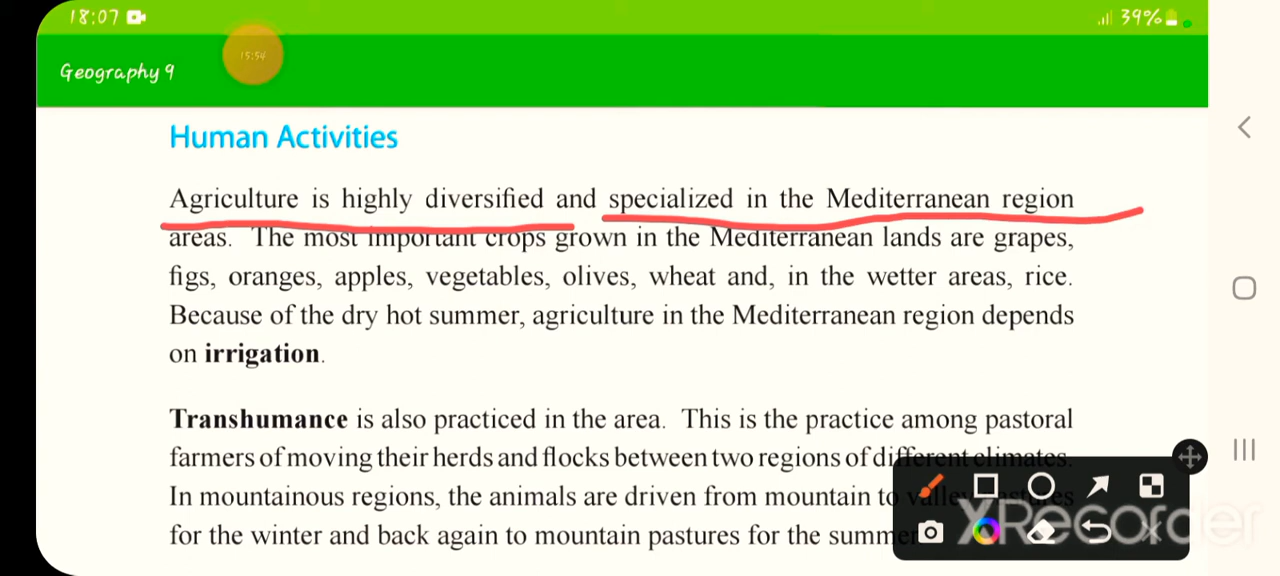 18:07
39%
15:54
Geography 9
Human Activities
Agriculture is highly diversified and specialized in the Mediterranean region
areas. The most important crops grown in the Mediterranean lands are grapes,
figs, oranges, apples, vegetables, olives, wheat and, in the wetter areas, rice.
Because of the dry hot summer, agriculture in the Mediterranean region depends
on irrigation.
Transhumance is also practiced in the area. This is the practice among pastoral
farmers of moving their herds and flocks between two regions of different climates.
In mountainous regions, the animals are driven from mountain to valley pastures
for the winter and back again to mountain pastures for the summ
XRecorder